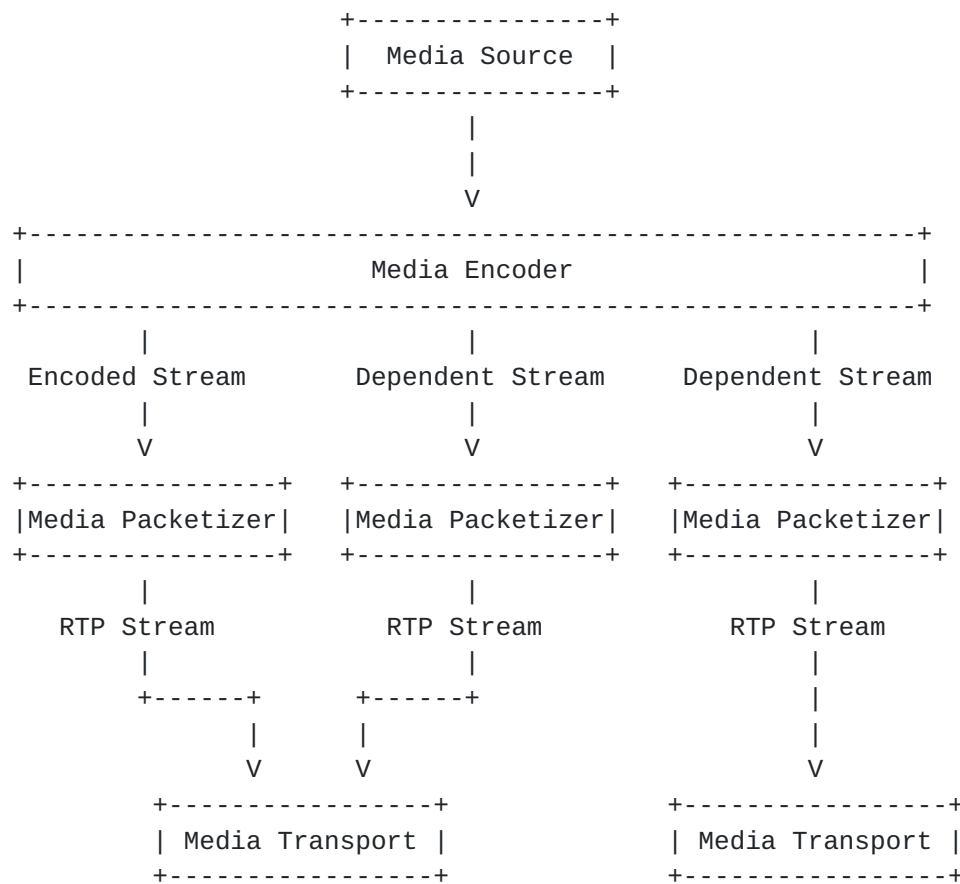 +----------------+
|  Media Source  |
+----------------+
|
|
V
+---------------------------------------------------------+
|                      Media Encoder                      |
+---------------------------------------------------------+
|                    |                     |
Encoded Stream       Dependent Stream     Dependent Stream
|                    |                     |
V                    V                     V
+----------------+   +----------------+   +----------------+
|Media Packetizer|   |Media Packetizer|   |Media Packetizer|
+----------------+   +----------------+   +----------------+
|                    |                     |
RTP Stream           RTP Stream            RTP Stream
|                    |                     |
+------+      +------+                     |
|      |                            |
V      V                            V
+-----------------+              +-----------------+
| Media Transport |              | Media Transport |
+-----------------+              +-----------------+